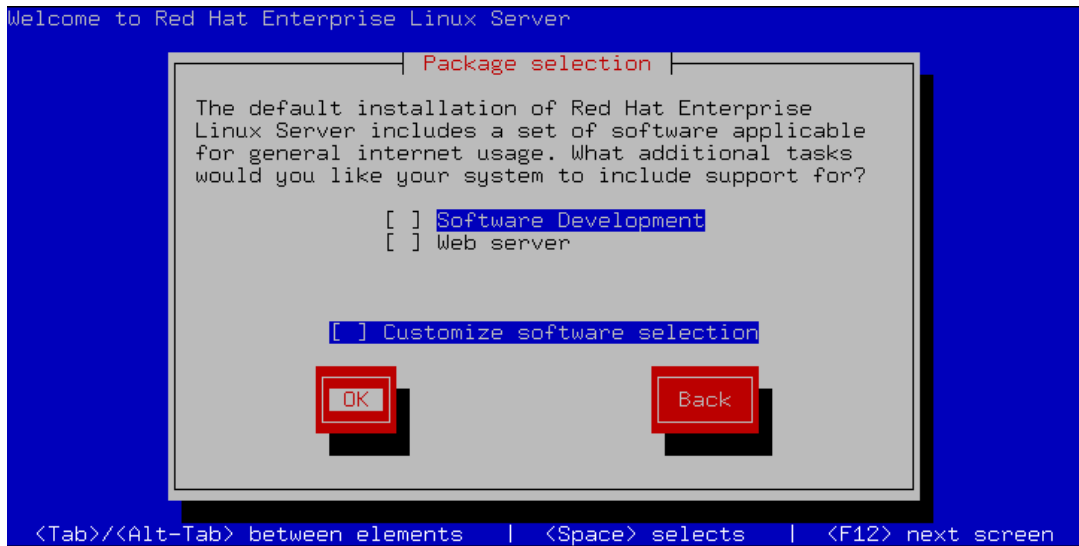 Welcome to Red Hat Enterprise Linux Server
Package selection
The default installation of Red Hat Enterprise
Linux Server includes a set of software applicable
for general internet usage. What additional tasks
would you like your system to include support for?
[ ] Software Development
[ ] Web server
[ ] Customize software selection
OK Back
<Tab>/<Alt-Tab> between elements | <Space> selects | <F12> next screen